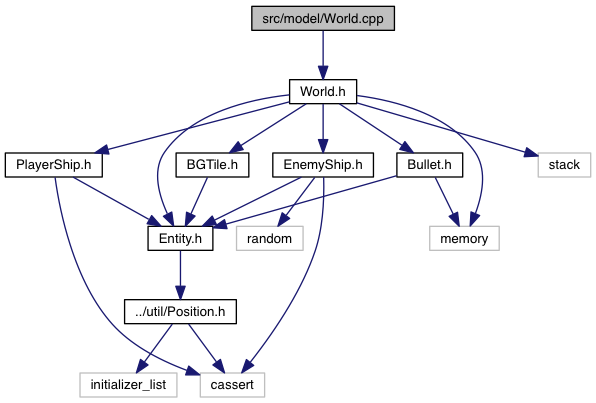 src/model/World.cpp
World.h
PlayerShip.h
BGTile.h
EnemyShip.h
Bullet.h
stack
Entity.h
random
memory
../util/Position.h
initializer_list
cassert